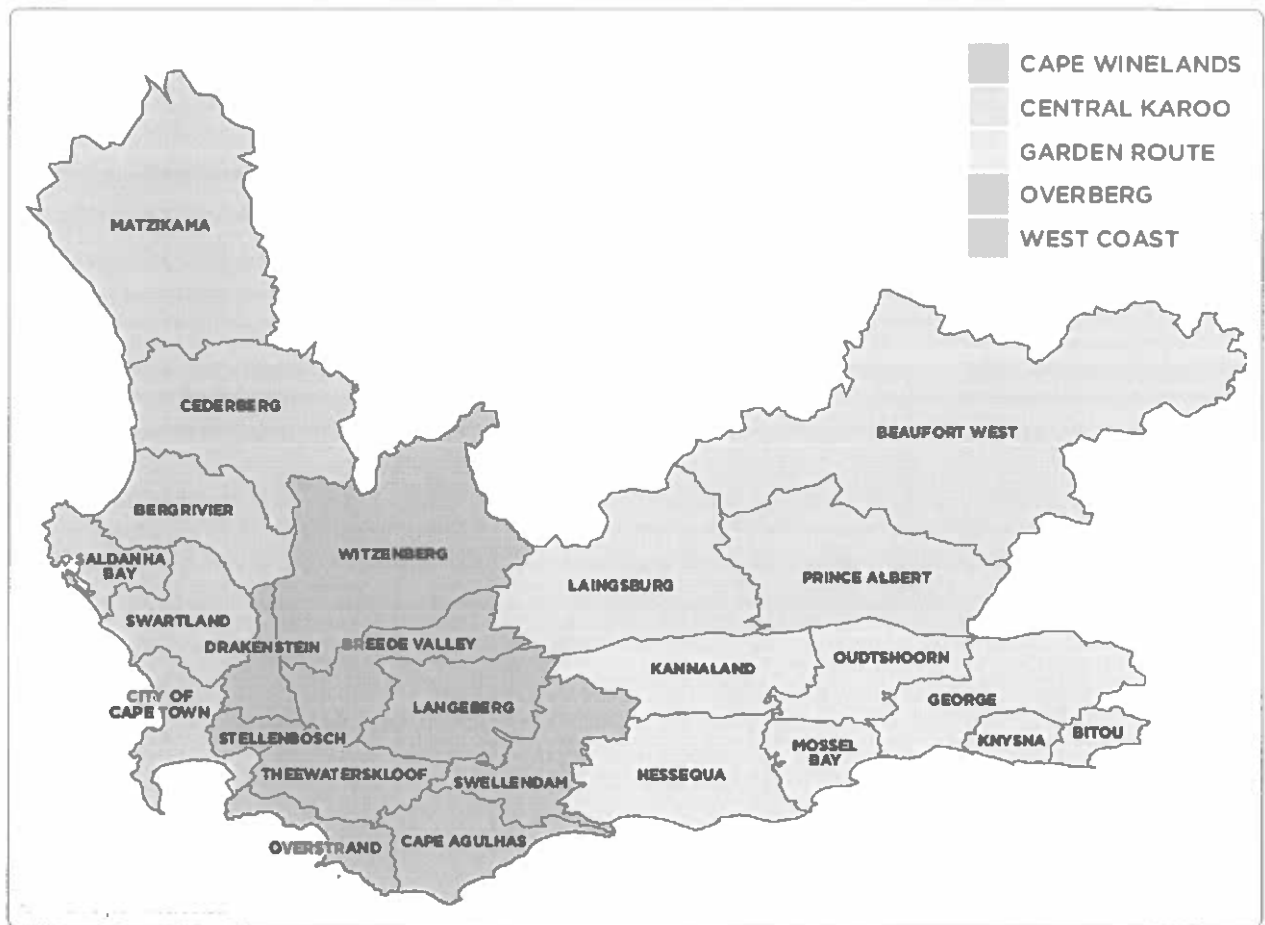 CAPE WINELANDS
CENTRAL KAROO
GARDEN ROUTE
OVERBERG
WEST COAST
MATZIKAMA
CEDERBERG
BEAUFORT WEST
BERGRIVIER
WITZENBERG
SALDANHA
BAY
LAINGSBURG
PRINCE ALBERT
SWARTLAND
DRAKENSTEIN
BREEDE VALLEY
KANNALAND
OUDTSHOORN
CITY OF
CAPE TOWN
LANGEBERG
GEORGE
STELLENBOSCH
MOSSEL
BAY
KNYSNA
BITOU
THEEWATERSKLOOF
SWELLENDAM
HESSEQUA
OVERSTRAND
CAPE AGULHAS